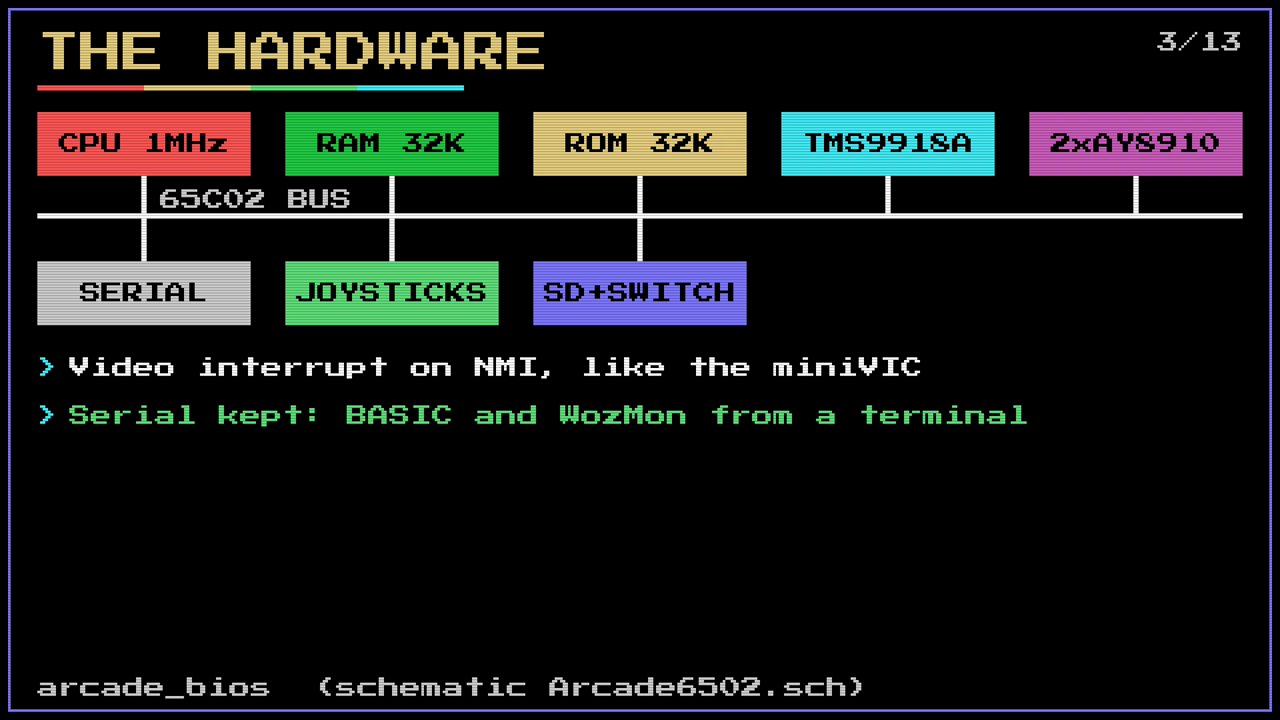 THE HARDWARE
3/13
CPU 1MHz
RAM 32K
ROM 32K
TMS9918A
2xAY8910
65C02 BUS
SERIAL
JOYSTICKS
SD+SWITCH
> Video interrupt on NMI, like the miniVIC
> Serial kept: BASIC and WozMon from a terminal
arcade_bios (schematic Arcade6502.sch)